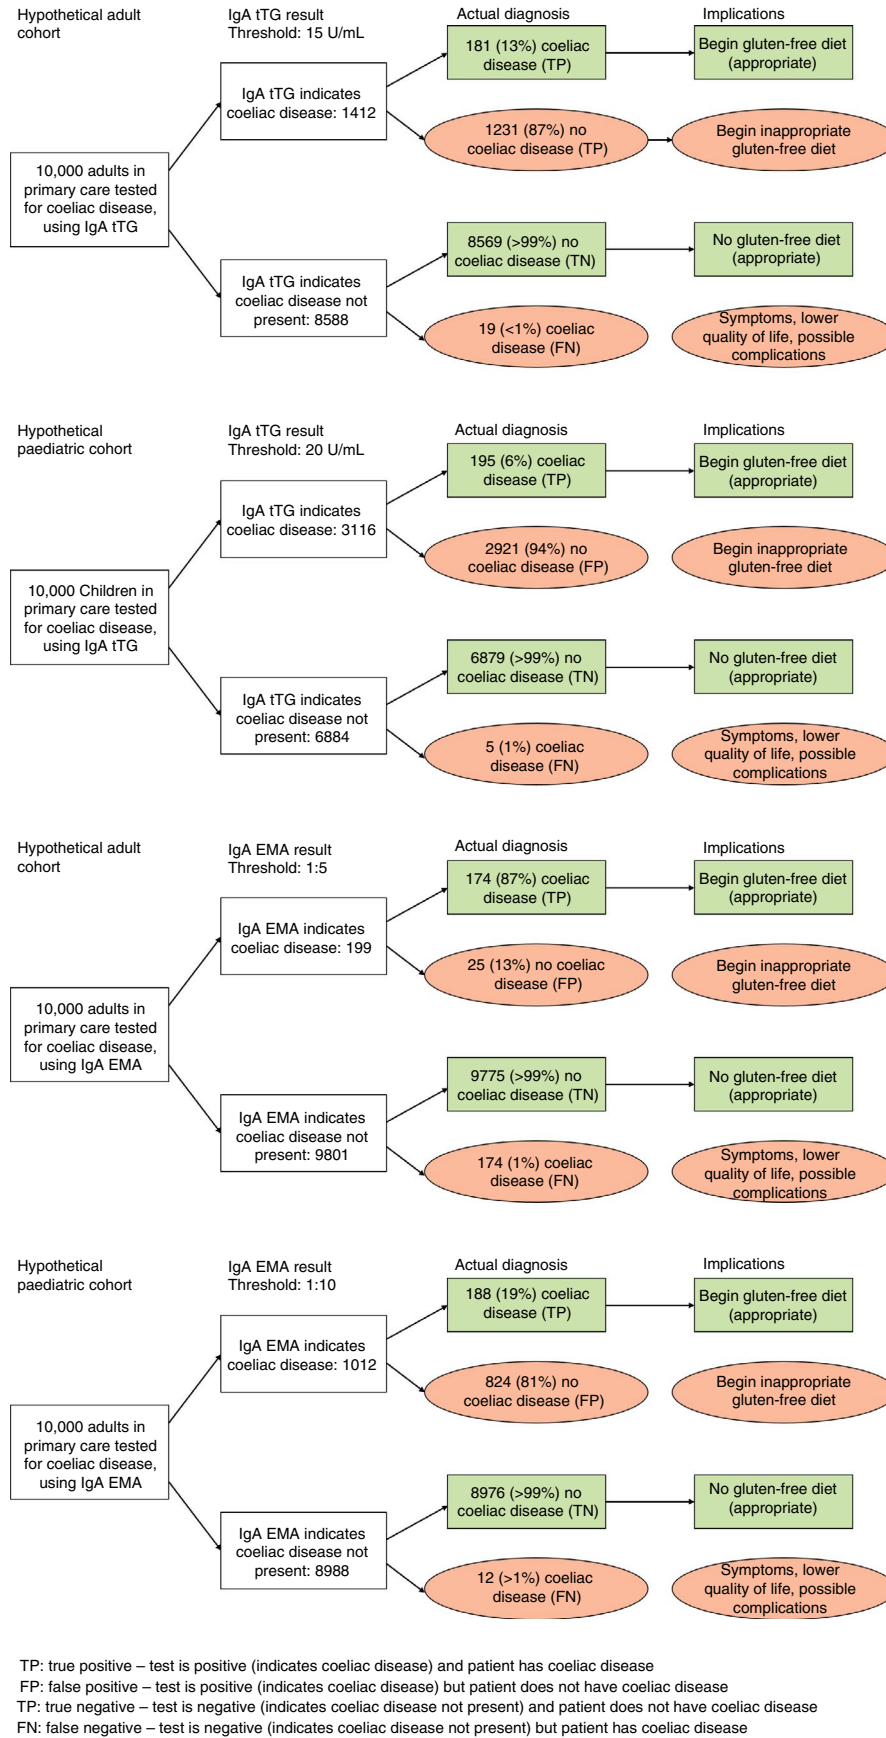 Hypothetical adult
cohort
IgA tTG result
Threshold: 15 U/mL
Actual diagnosis
Implications
10,000 adults in
primary care tested
for coeliac disease,
using IgA tTG
IgA tTG indicates
coeliac disease: 1412
181 (13%) coeliac
disease (TP)
Begin gluten-free diet
(appropriate)
1231 (87%) no
coeliac disease (TP)
Begin inappropriate
gluten-free diet
IgA tTG indicates
coeliac disease not
present: 8588
8569 (>99%) no
coeliac disease (TN)
No gluten-free diet
(appropriate)
19 (<1%) coeliac
disease (FN)
Symptoms, lower
quality of life, possible
complications
Hypothetical
paediatric cohort
IgA tTG result
Threshold: 20 U/mL
Actual diagnosis
Implications
10,000 Children in
primary care tested
for coeliac disease,
using IgA tTG
IgA tTG indicates
coeliac disease: 3116
195 (6%) coeliac
disease (TP)
Begin gluten-free diet
(appropriate)
2921 (94%) no
coeliac disease (FP)
Begin inappropriate
gluten-free diet
IgA tTG indicates
coeliac disease not
present: 6884
6879 (>99%) no
coeliac disease (TN)
No gluten-free diet
(appropriate)
5 (1%) coeliac
disease (FN)
Symptoms, lower
quality of life, possible
complications
Hypothetical adult
cohort
IgA EMA result
Threshold: 1:5
Actual diagnosis
Implications
10,000 adults in
primary care tested
for coeliac disease,
using IgA EMA
IgA EMA indicates
coeliac disease: 199
174 (87%) coeliac
disease (TP)
Begin gluten-free diet
(appropriate)
25 (13%) no coeliac
disease (FP)
Begin inappropriate
gluten-free diet
IgA EMA indicates
coeliac disease not
present: 9801
9775 (>99%) no
coeliac disease (TN)
No gluten-free diet
(appropriate)
174 (1%) coeliac
disease (FN)
Symptoms, lower
quality of life, possible
complications
Hypothetical
paediatric cohort
IgA EMA result
Threshold: 1:10
Actual diagnosis
Implications
10,000 adults in
primary care tested
for coeliac disease,
using IgA EMA
IgA EMA indicates
coeliac disease: 1012
188 (19%) coeliac
disease (TP)
Begin gluten-free diet
(appropriate)
824 (81%) no
coeliac disease (FP)
Begin inappropriate
gluten-free diet
IgA EMA indicates
coeliac disease not
present: 8988
8976 (>99%) no
coeliac disease (TN)
No gluten-free diet
(appropriate)
12 (>1%) coeliac
disease (FN)
Symptoms, lower
quality of life, possible
complications
TP: true positive – test is positive (indicates coeliac disease) and patient has coeliac disease
FP: false positive – test is positive (indicates coeliac disease) but patient does not have coeliac disease
TP: true negative – test is negative (indicates coeliac disease not present) and patient does not have coeliac disease
FN: false negative – test is negative (indicates coeliac disease not present) but patient has coeliac disease